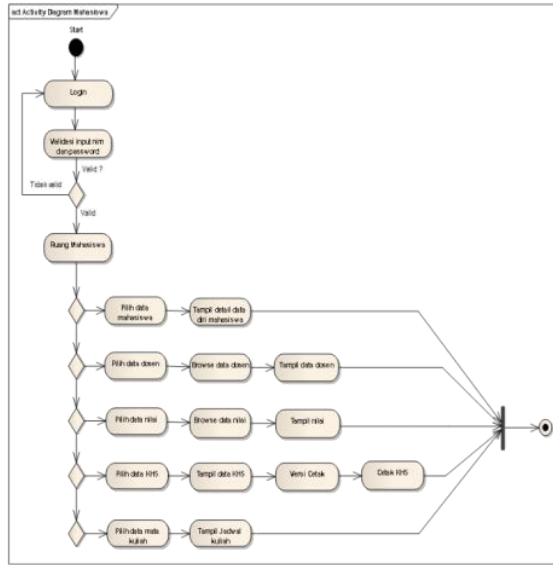 act Activity Diagram Mahasiswa
Start
Login
Validasi input nim
dan password
Valid ?
Tidak valid
Valid
Ruang Mahasiswa
Pilih data
mahasiswa
Tampil detail data
diri mahasiswa
Pilih data dosen
Browse data dosen
Tampil data dosen
Pilih data nilai
Browse data nilai
Tampil nilai
Pilih data KHS
Tampil data KHS
Versi Cetak
Cetak KHS
Pilih data mata
kuliah
Tampil Jadwal
kuliah